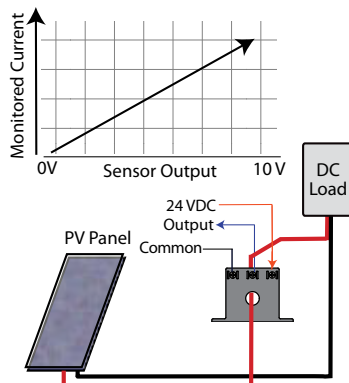 Monitored Current
0V
Sensor Output
10 V
DC
Load
24 VDC
Output
Common
PV Panel